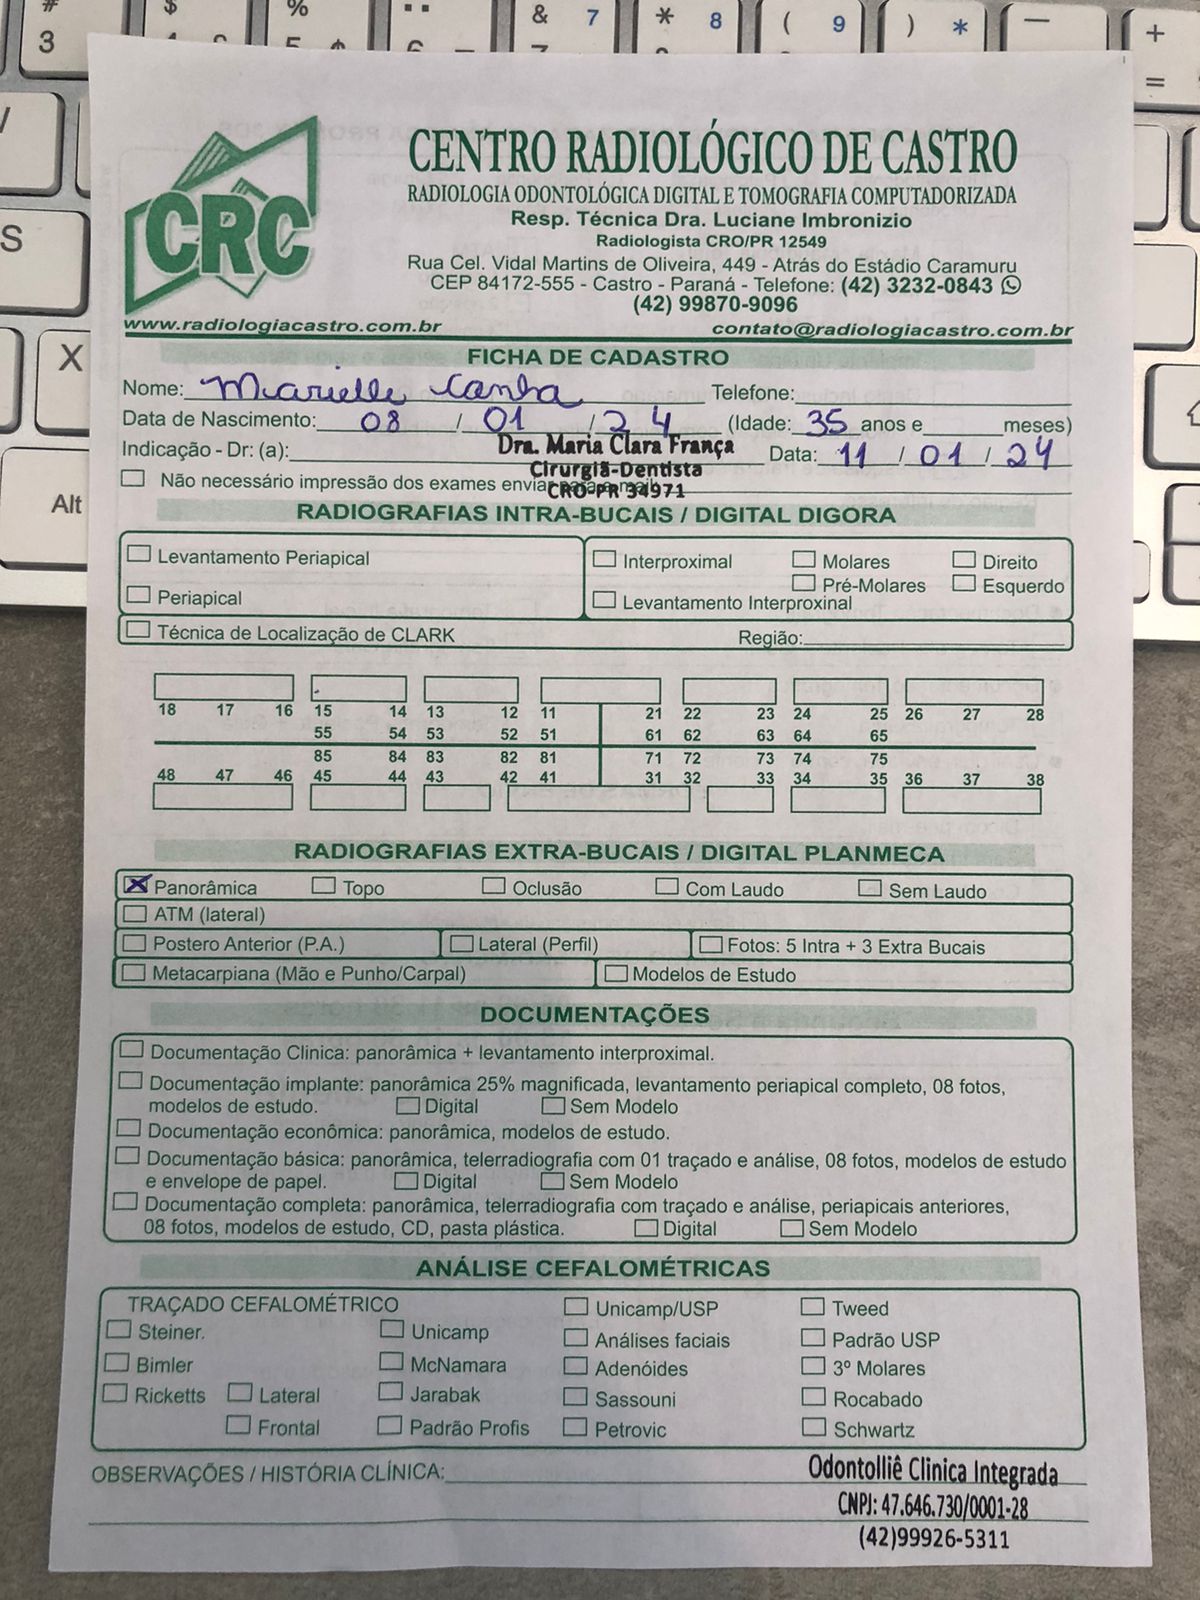 CENTRO RADIOLÓGICO DE CASTRO
RADIOLOGIA ODONTOLÓGICA DIGITAL E TOMOGRAFIA COMPUTADORIZADA
CRC
Resp. Técnica Dra. Luciane Imbronizio
Radiologista CRO/PR 12549
Rua Cel. Vidal Martins de Oliveira, 449 - Atrás do Estádio Caramuru
CEP 84172-555 - Castro - Paraná - Telefone: (42) 3232-0843
(42) 99870-9096
www.radiologiacastro.com.br contato@radiologiacastro.com.br
FICHA DE CADASTRO
Nome: Marielle Canha Telefone:
Data de Nascimento: 08 / 01 / 24 (Idade: 35 anos e meses)
Indicação - Dr: (a): Dra. Maria Clara França Data: 11 / 01 / 24
Cirurgiã-Dentista
Não necessário impressão dos exames enviar para e-mail
CRO-PR 34971
RADIOGRAFIAS INTRA-BUCAIS / DIGITAL DIGORA
Levantamento Periapical Interproximal Molares Direito
Periapical Pré-Molares Esquerdo
Levantamento Interproxinal
Técnica de Localização de CLARK Região:
18 17 16 15 14 13 12 11 21 22 23 24 25 26 27 28
55 54 53 52 51 61 62 63 64 65
85 84 83 82 81 71 72 73 74 75
48 47 46 45 44 43 42 41 31 32 33 34 35 36 37 38
RADIOGRAFIAS EXTRA-BUCAIS / DIGITAL PLANMECA
X Panorâmica Topo Oclusão Com Laudo Sem Laudo
ATM (lateral)
Postero Anterior (P.A.) Lateral (Perfil) Fotos: 5 Intra + 3 Extra Bucais
Metacarpiana (Mão e Punho/Carpal) Modelos de Estudo
DOCUMENTAÇÕES
Documentação Clinica: panorâmica + levantamento interproximal.
Documentação implante: panorâmica 25% magnificada, levantamento periapical completo, 08 fotos,
modelos de estudo. Digital Sem Modelo
Documentação econômica: panorâmica, modelos de estudo.
Documentação básica: panorâmica, telerradiografia com 01 traçado e análise, 08 fotos, modelos de estudo
e envelope de papel. Digital Sem Modelo
Documentação completa: panorâmica, telerradiografia com traçado e análise, periapicais anteriores,
08 fotos, modelos de estudo, CD, pasta plástica. Digital Sem Modelo
ANÁLISE CEFALOMÉTRICAS
TRAÇADO CEFALOMÉTRICO Unicamp/USP Tweed
Steiner. Unicamp Análises faciais Padrão USP
Bimler McNamara Adenóides 3º Molares
Ricketts Lateral Jarabak Sassouni Rocabado
Frontal Padrão Profis Petrovic Schwartz
OBSERVAÇÕES / HISTÓRIA CLÍNICA: Odontolliê Clinica Integrada
CNPJ: 47.646.730/0001-28
(42)99926-5311